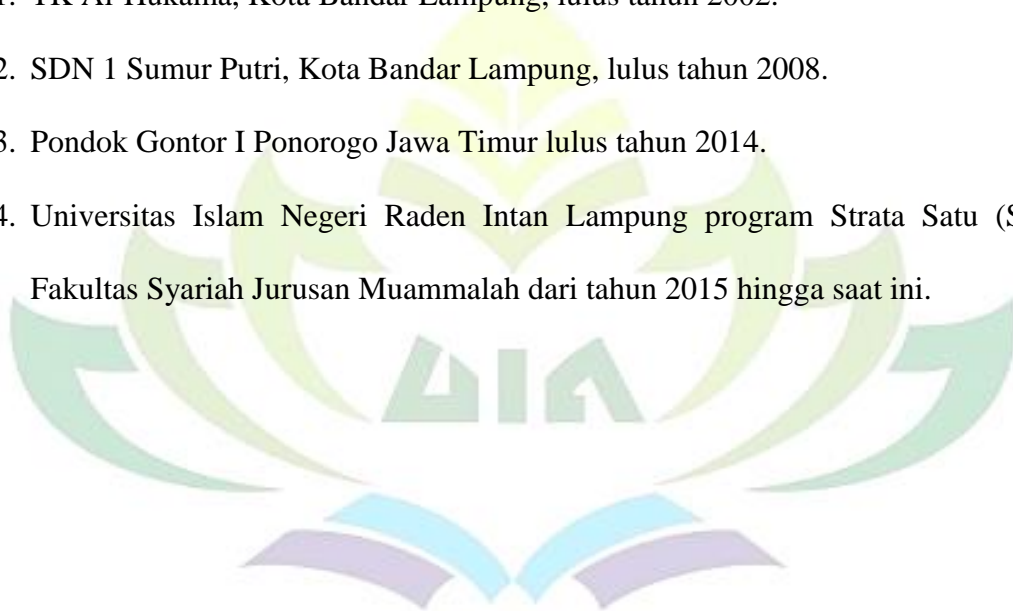 2. SDN 1 Sumur Putri, Kota Bandar Lampung, lulus tahun 2008.
3. Pondok Gontor I Ponorogo Jawa Timur lulus tahun 2014.
4. Universitas Islam Negeri Raden Intan Lampung program Strata Satu
Fakultas Syariah Jurusan Muammalah dari tahun 2015 hingga saat ini.
UIN